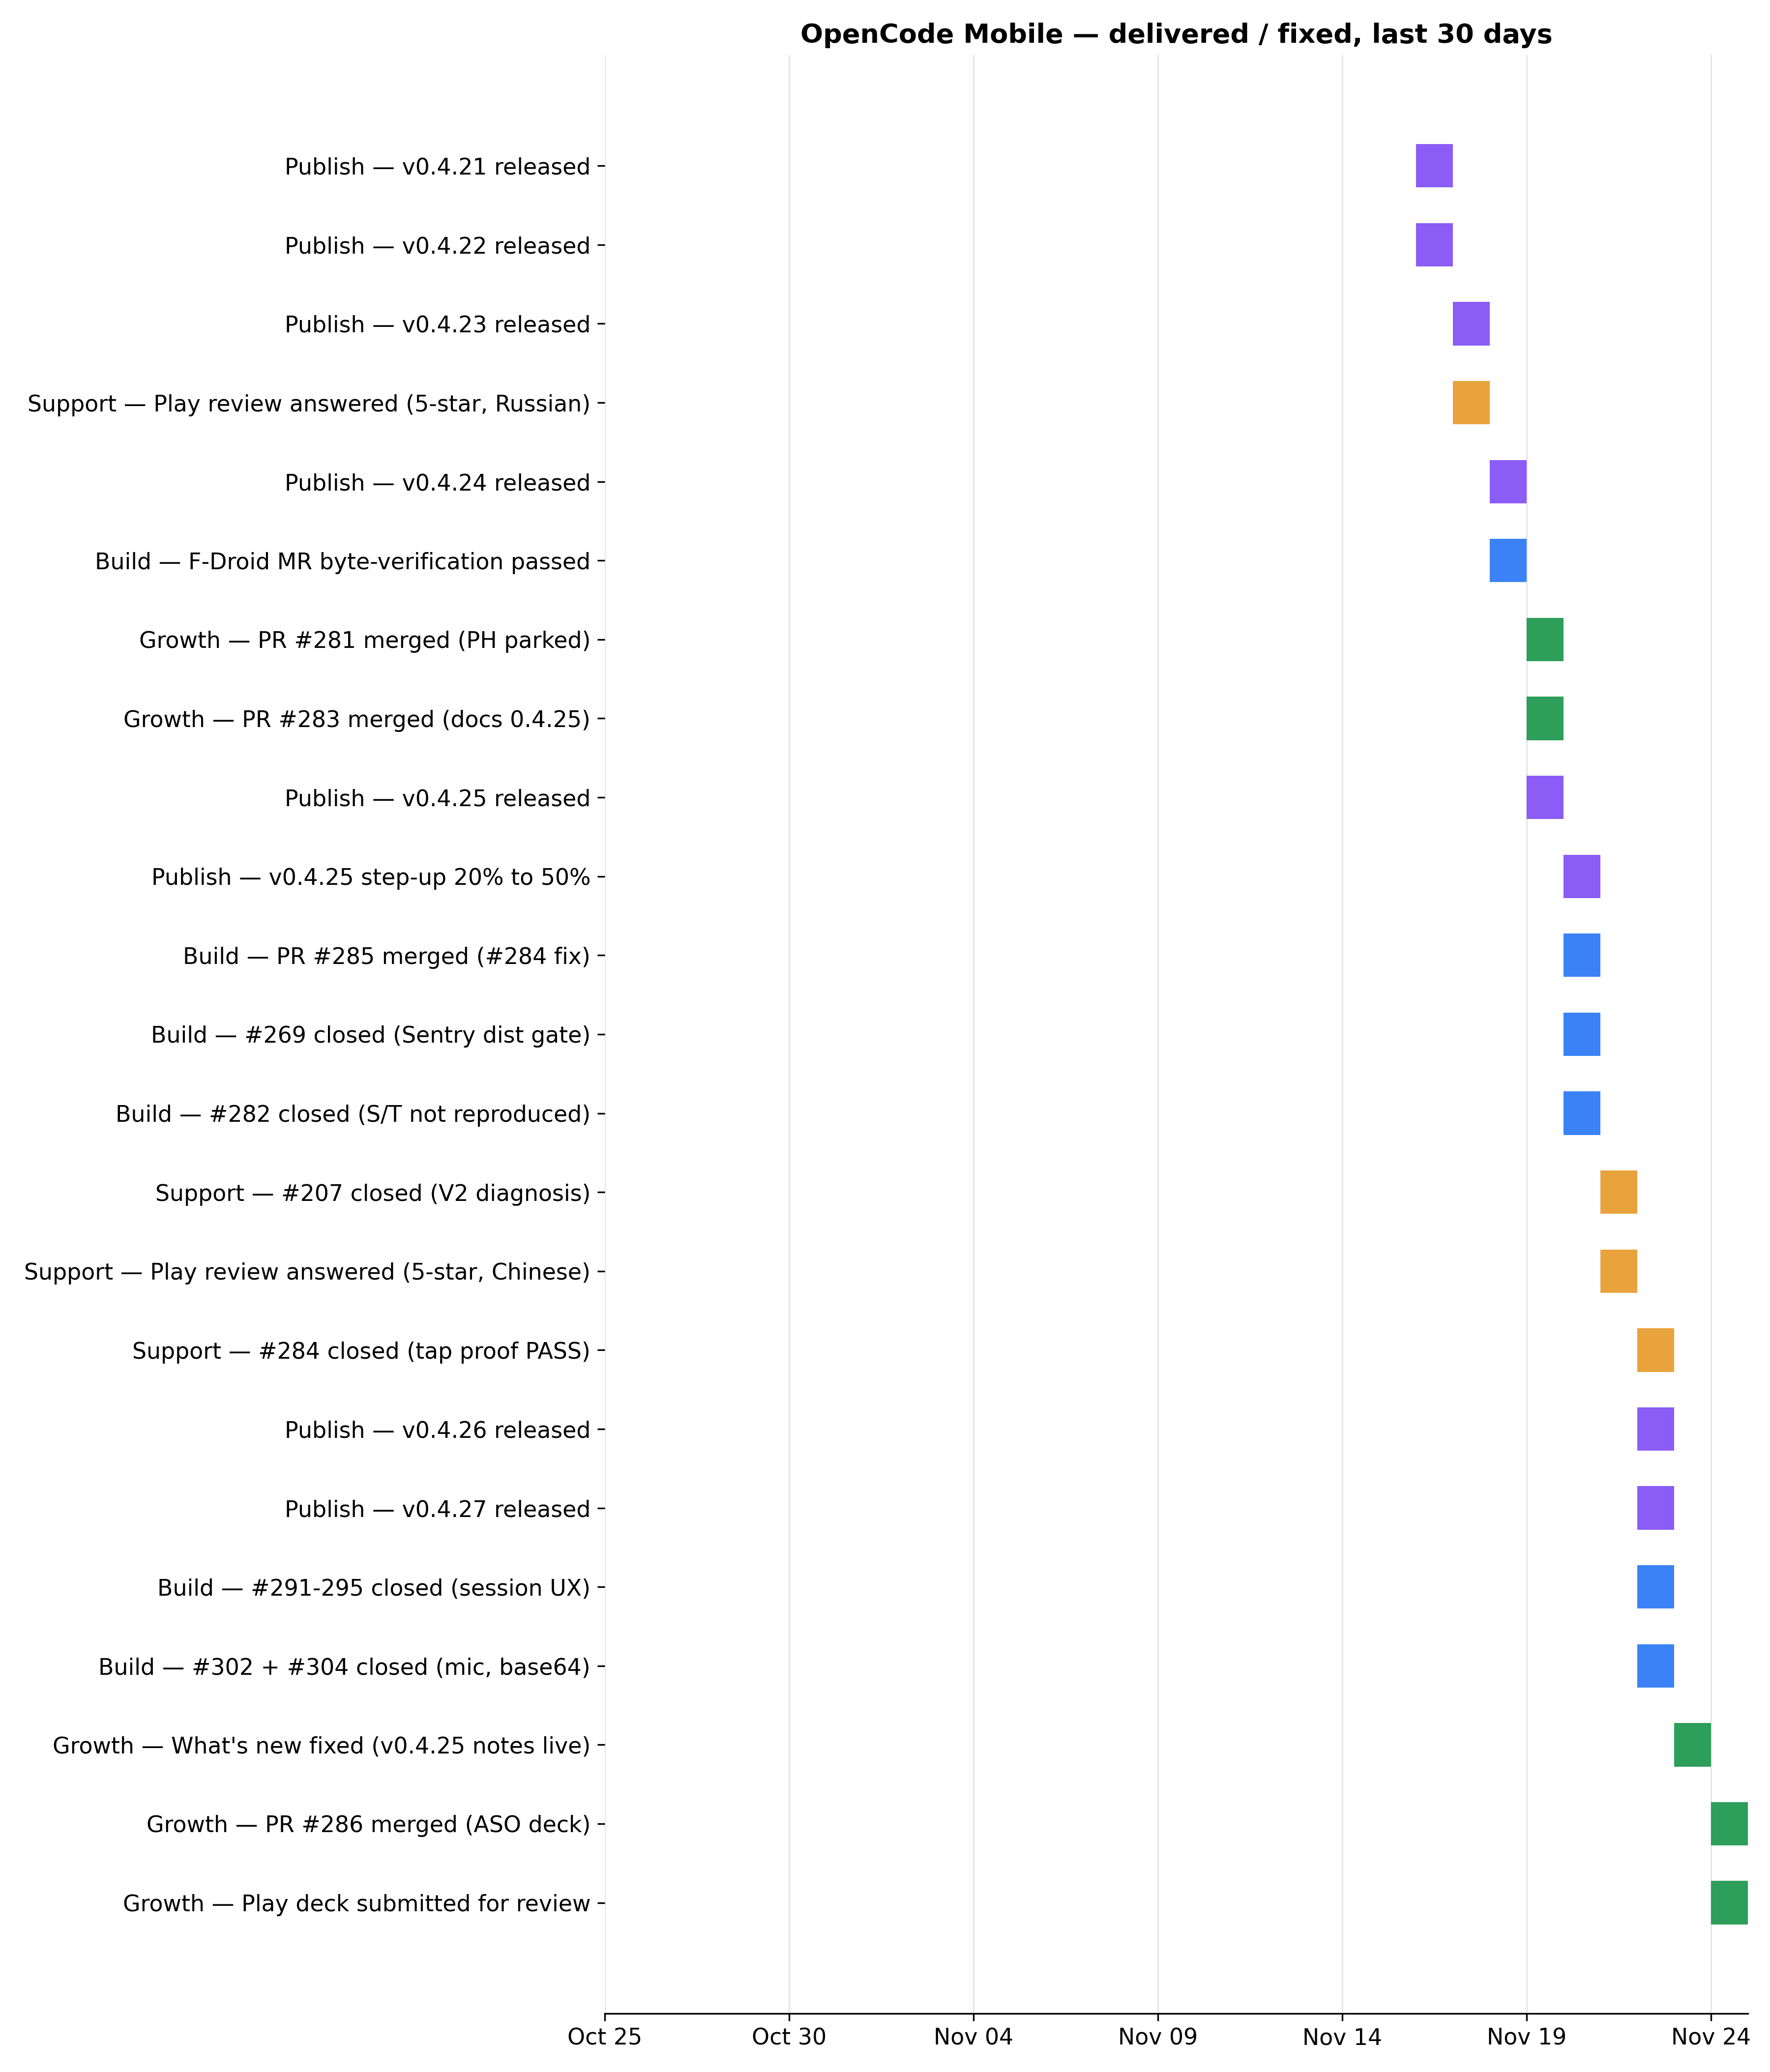 OpenCode Mobile — delivered / fixed, last 30 days
Publish — v0.4.21 released
Publish — v0.4.22 released
Publish — v0.4.23 released
Support — Play review answered (5-star, Russian)
Publish — v0.4.24 released
Build — F-Droid MR byte-verification passed
Growth — PR #281 merged (PH parked)
Growth — PR #283 merged (docs 0.4.25)
Publish — v0.4.25 released
Publish — v0.4.25 step-up 20% to 50%
Build — PR #285 merged (#284 fix)
Build — #269 closed (Sentry dist gate)
Build — #282 closed (S/T not reproduced)
Support — #207 closed (V2 diagnosis)
Support — Play review answered (5-star, Chinese)
Support — #284 closed (tap proof PASS)
Publish — v0.4.26 released
Publish — v0.4.27 released
Build — #291-295 closed (session UX)
Build — #302 + #304 closed (mic, base64)
Growth — What's new fixed (v0.4.25 notes live)
Growth — PR #286 merged (ASO deck)
Growth — Play deck submitted for review
Oct 25 Oct 30 Nov 04 Nov 09 Nov 14 Nov 19 Nov 24